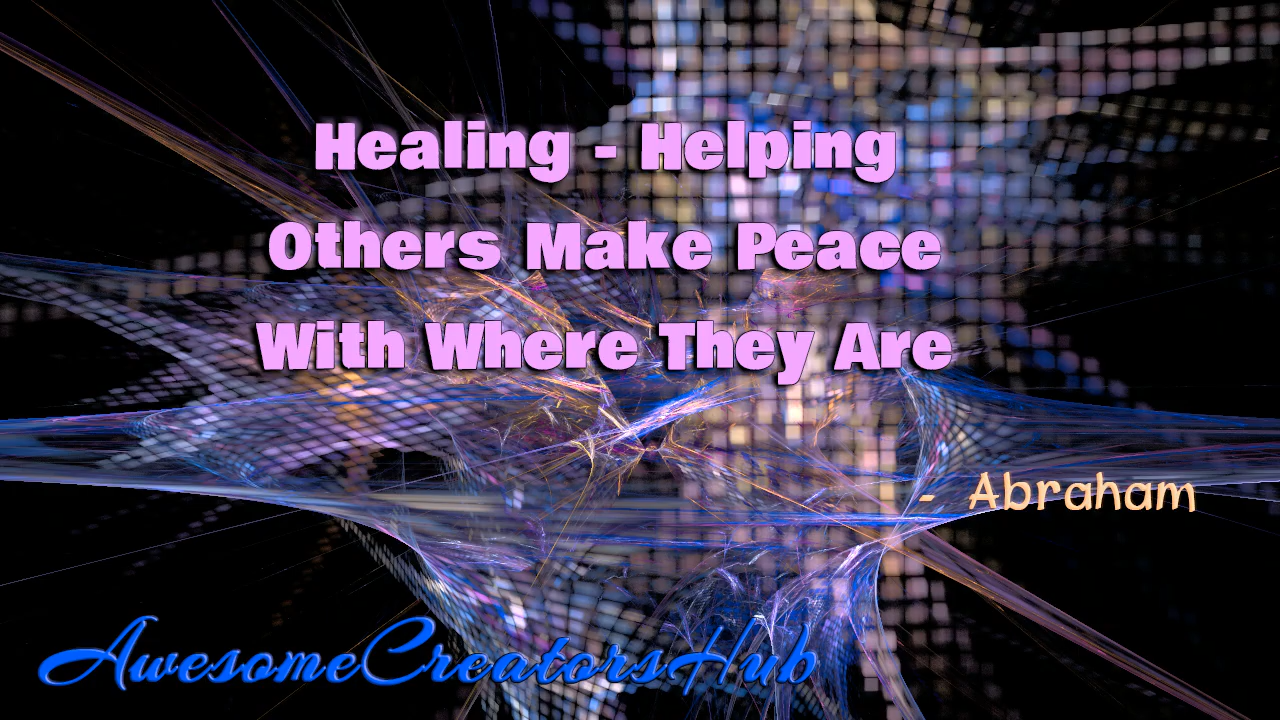 Healing - Helping
Others Make Peace
With Where They Are
- Abraham
AwesomeCreatorsHub